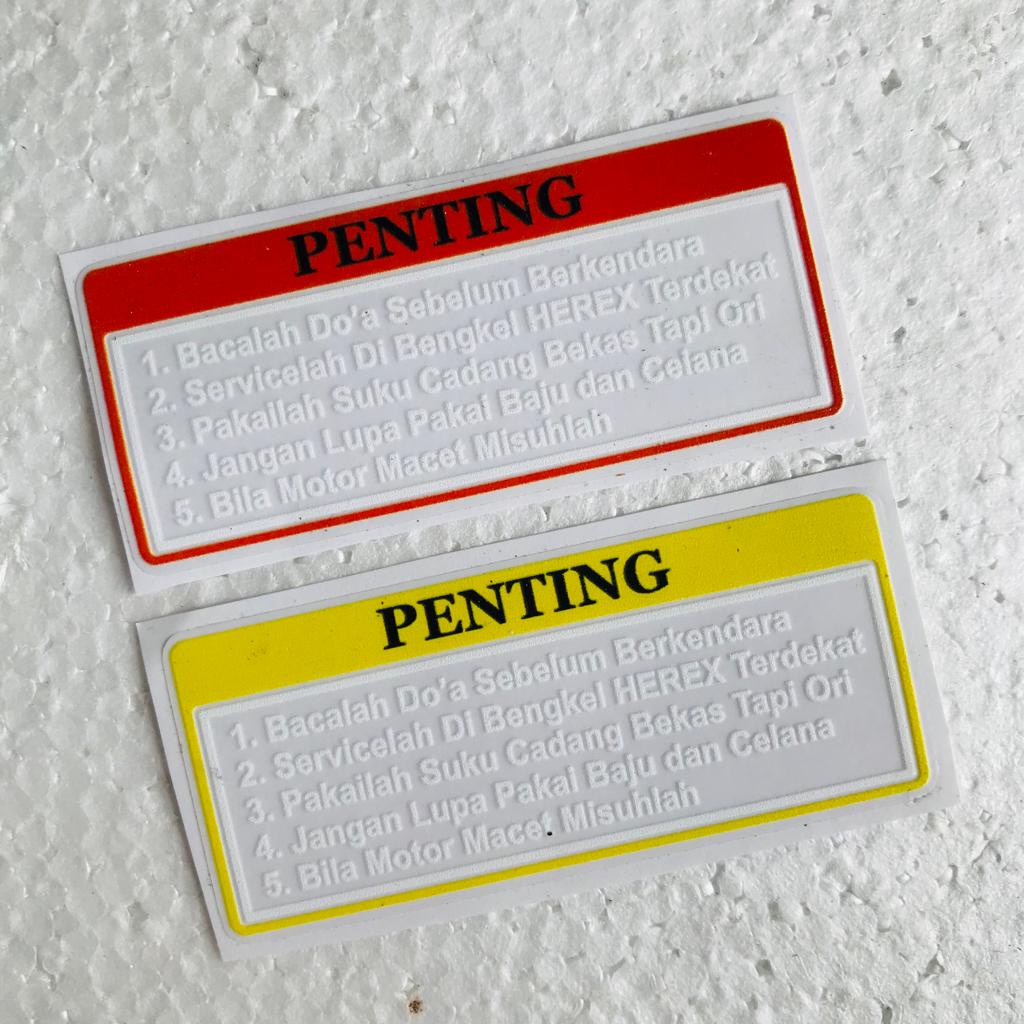 PENTING
1. Bacalah Do'a Sebelum Berkendara
2. Servicelah Di Bengkel HEREX Terdekat
3. Pakailah Suku Cadang Bekas Tapi Ori
4. Jangan Lupa Pakai Baju dan Celana
5. Bila Motor Macet Misuhlah
PENTING
1. Bacalah Do'a Sebelum Berkendara
2. Servicelah Di Bengkel HEREX Terdekat
3. Pakailah Suku Cadang Bekas Tapi Ori
4. Jangan Lupa Pakai Baju dan Celana
5. Bila Motor Macet Misuhlah